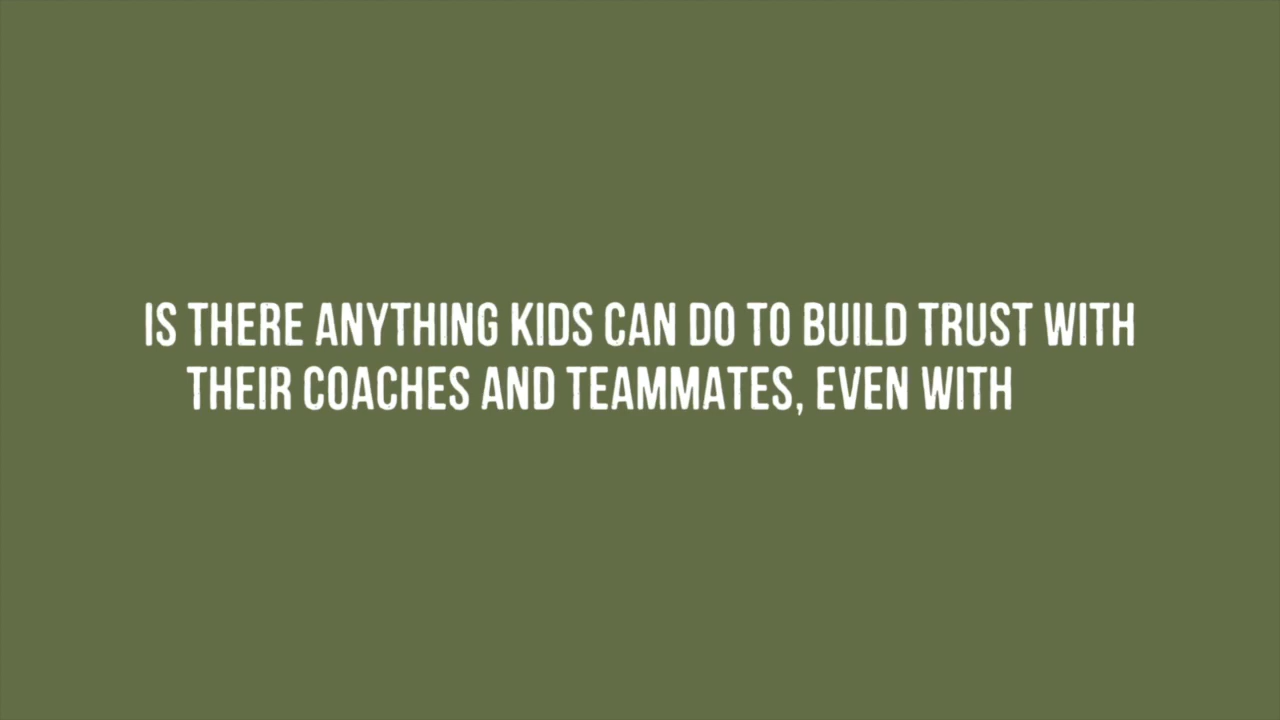 IS THERE ANYTHING KIDS CAN DO TO BUILD TRUST WITH
THEIR COACHES AND TEAMMATES, EVEN WITH